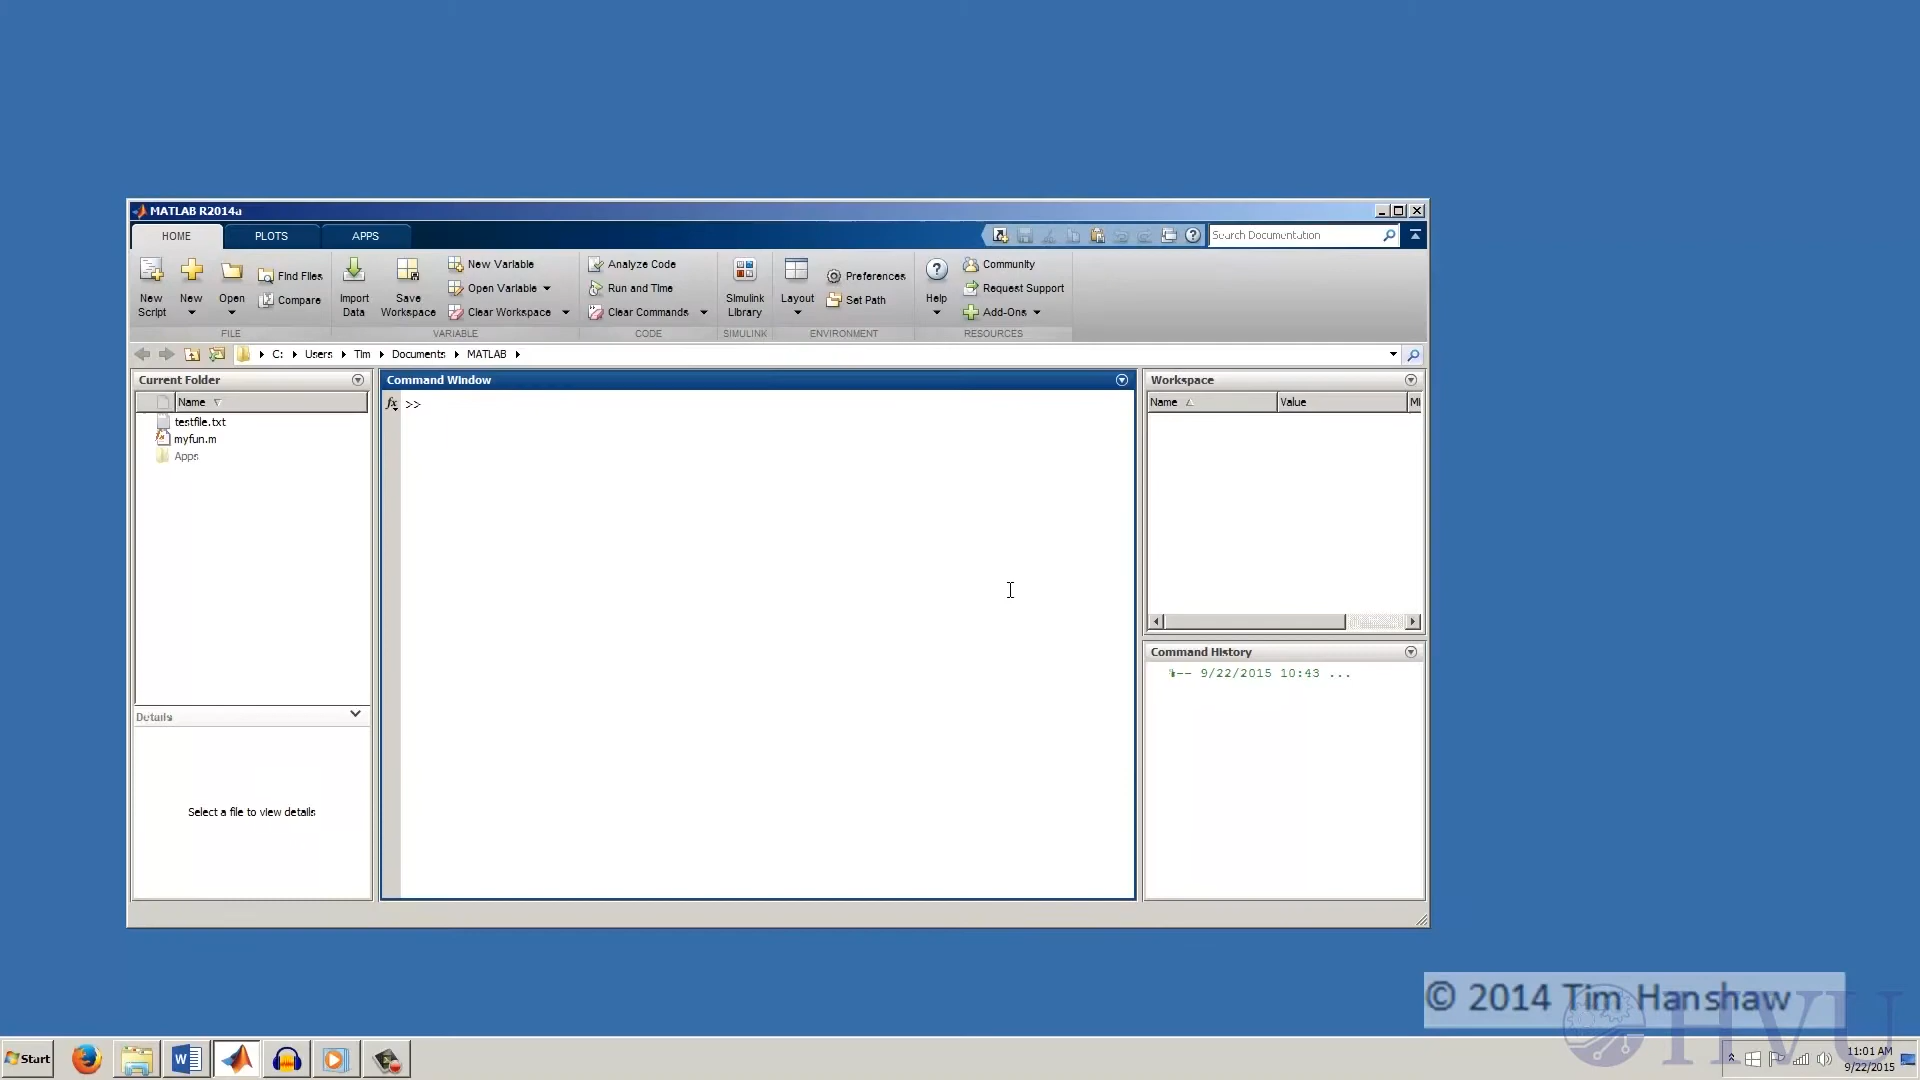 MATLAB R2014a
HOME PLOTS APPS
Search Documentation
New Script
New
Open
Find Files
Compare
Import Data
Save Workspace
New Variable
Open Variable
Clear Workspace
Analyze Code
Run and Time
Clear Commands
Simulink Library
Layout
Preferences
Set Path
Help
Community
Request Support
Add-Ons
FILE VARIABLE CODE SIMULINK ENVIRONMENT RESOURCES
C: Users Tim Documents MATLAB
Current Folder
Name
testfile.txt
myfun.m
Apps
Details
Select a file to view details
Command Window
fx >>
Workspace
Name Value Mi
Command History
%-- 9/22/2015 10:43 ...
© 2014 Tim Hanshaw
HVU
Start
11:01 AM
9/22/2015